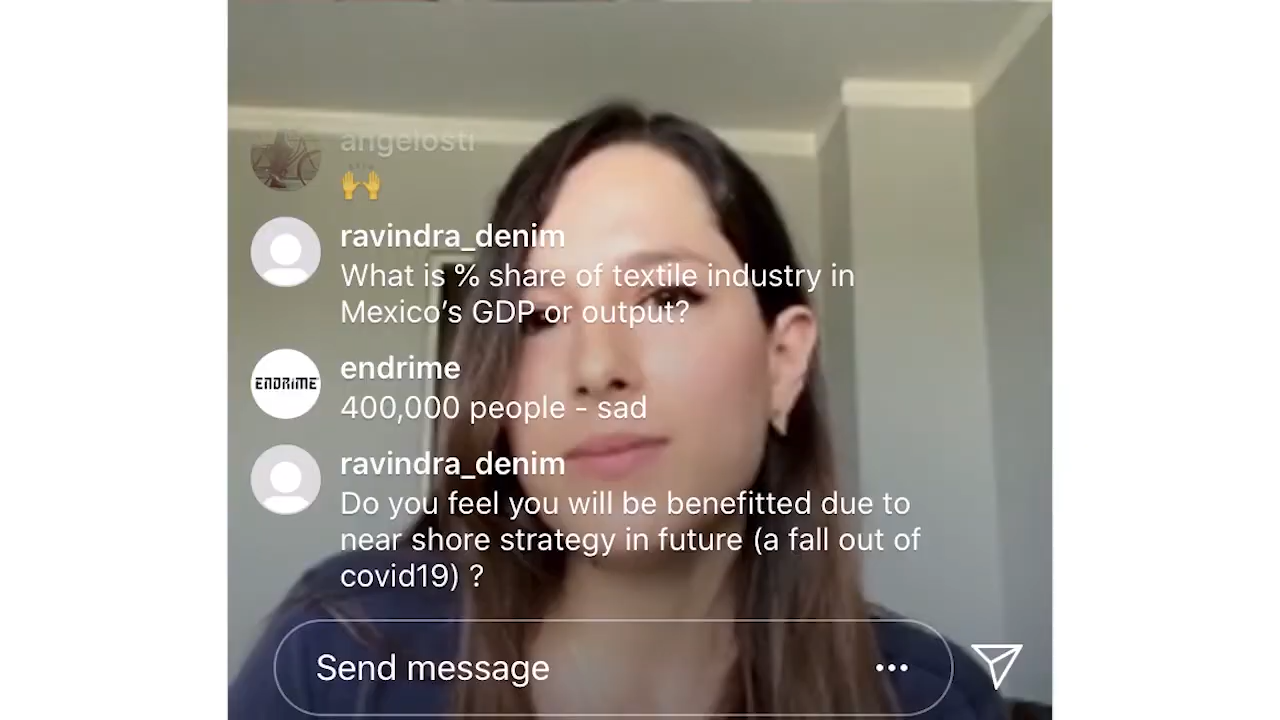 angelosti
🙌
ravindra_denim
What is % share of textile industry in
Mexico’s GDP or output?
ENDRIME
endrime
400,000 people - sad
ravindra_denim
Do you feel you will be benefitted due to
near shore strategy in future (a fall out of
covid19) ?
Send message